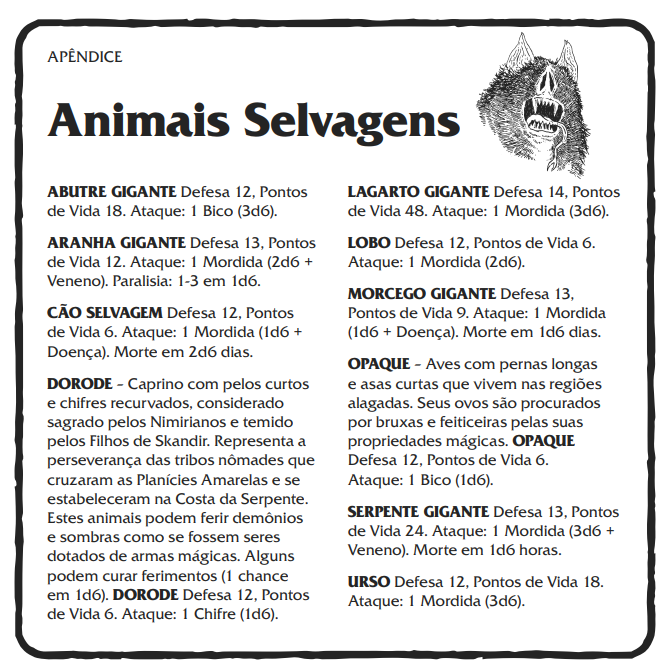 APÊNDICE
Animais Selvagens
ABUTRE GIGANTE Defesa 12, Pontos
de Vida 18. Ataque: 1 Bico (3d6).
ARANHA GIGANTE Defesa 13, Pontos
de Vida 12. Ataque: 1 Mordida (2d6 +
Veneno). Paralisia: 1-3 em 1d6.
CÃO SELVAGEM Defesa 12, Pontos
de Vida 6. Ataque: 1 Mordida (1d6 +
Doença). Morte em 2d6 dias.
DORODE - Caprino com pelos curtos
e chifres recurvados, considerado
sagrado pelos Nimirianos e temido
pelos Filhos de Skandir. Representa a
perseverança das tribos nômades que
cruzaram as Planícies Amarelas e se
estabeleceram na Costa da Serpente.
Estes animais podem ferir demônios
e sombras como se fossem seres
dotados de armas mágicas. Alguns
podem curar ferimentos (1 chance
em 1d6). DORODE Defesa 12, Pontos
de Vida 6. Ataque: 1 Chifre (1d6).
LAGARTO GIGANTE Defesa 14, Pontos
de Vida 48. Ataque: 1 Mordida (3d6).
LOBO Defesa 12, Pontos de Vida 6.
Ataque: 1 Mordida (2d6).
MORCEGO GIGANTE Defesa 13,
Pontos de Vida 9. Ataque: 1 Mordida
(1d6 + Doença). Morte em 1d6 dias.
OPAQUE - Aves com pernas longas
e asas curtas que vivem nas regiões
alagadas. Seus ovos são procurados
por bruxas e feiticeiras pelas suas
propriedades mágicas. OPAQUE
Defesa 12, Pontos de Vida 6.
Ataque: 1 Bico (1d6).
SERPENTE GIGANTE Defesa 13, Pontos
de Vida 24. Ataque: 1 Mordida (3d6 +
Veneno). Morte em 1d6 horas.
URSO Defesa 12, Pontos de Vida 18.
Ataque: 1 Mordida (3d6).